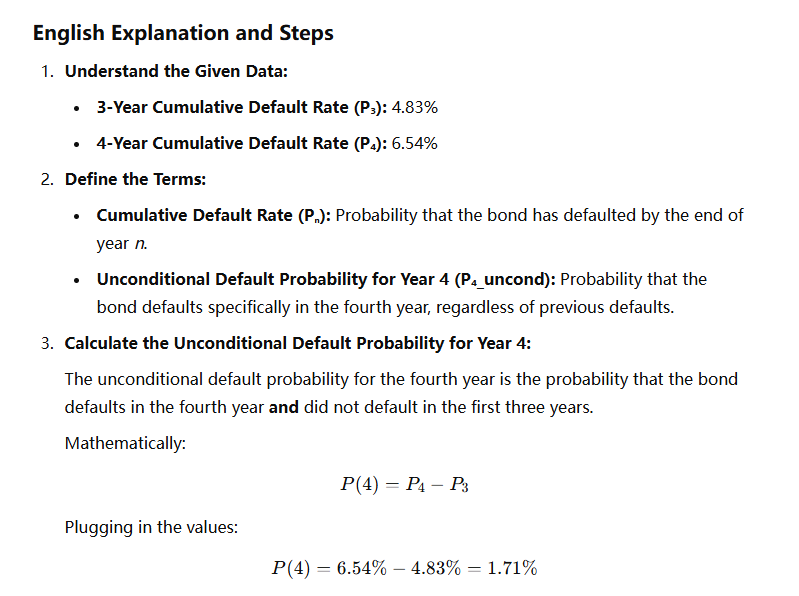 English Explanation and Steps
1. Understand the Given Data:
• 3-Year Cumulative Default Rate (P₃): 4.83%
• 4-Year Cumulative Default Rate (P₄): 6.54%
2. Define the Terms:
• Cumulative Default Rate (Pₙ): Probability that the bond has defaulted by the end of
year n.
• Unconditional Default Probability for Year 4 (P₄_uncond): Probability that the
bond defaults specifically in the fourth year, regardless of previous defaults.
3. Calculate the Unconditional Default Probability for Year 4:
The unconditional default probability for the fourth year is the probability that the bond
defaults in the fourth year and did not default in the first three years.
Mathematically:
P(4) = P₄ − P₃
Plugging in the values:
P(4) = 6.54% − 4.83% = 1.71%